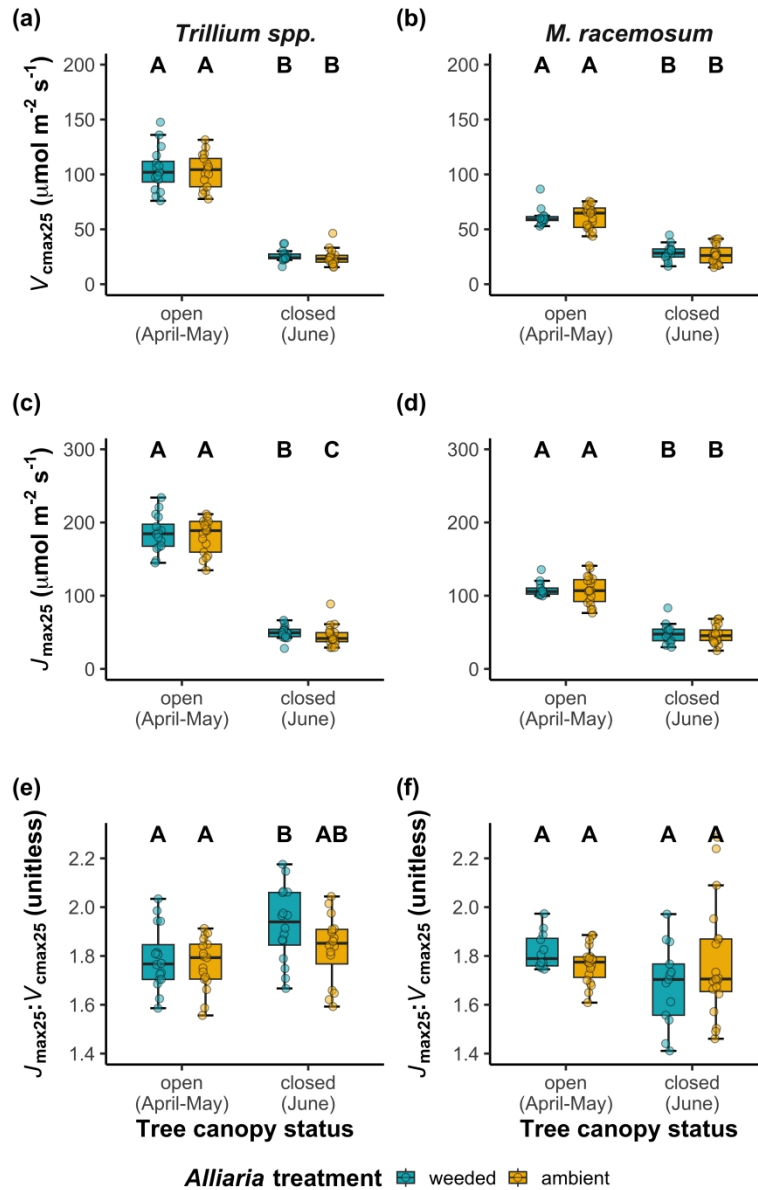 (a) (b)
Trillium spp. M. racemosum
A A B B A A B B
Vcmax25 (μmol m⁻² s⁻¹)
200
150
100
50
0
200
150
100
50
0
open closed open closed
(April-May) (June) (April-May) (June)
(c) (d)
A A B C A A B B
Jmax25 (μmol m⁻² s⁻¹)
300
200
100
0
300
200
100
0
open closed open closed
(April-May) (June) (April-May) (June)
(e) (f)
A A B AB A A A A
Jmax25:Vcmax25 (unitless)
2.2
2.0
1.8
1.6
1.4
Jmax25:Vcmax25 (unitless)
2.2
2.0
1.8
1.6
1.4
open closed open closed
(April-May) (June) (April-May) (June)
Tree canopy status Tree canopy status
Alliaria treatment weeded ambient